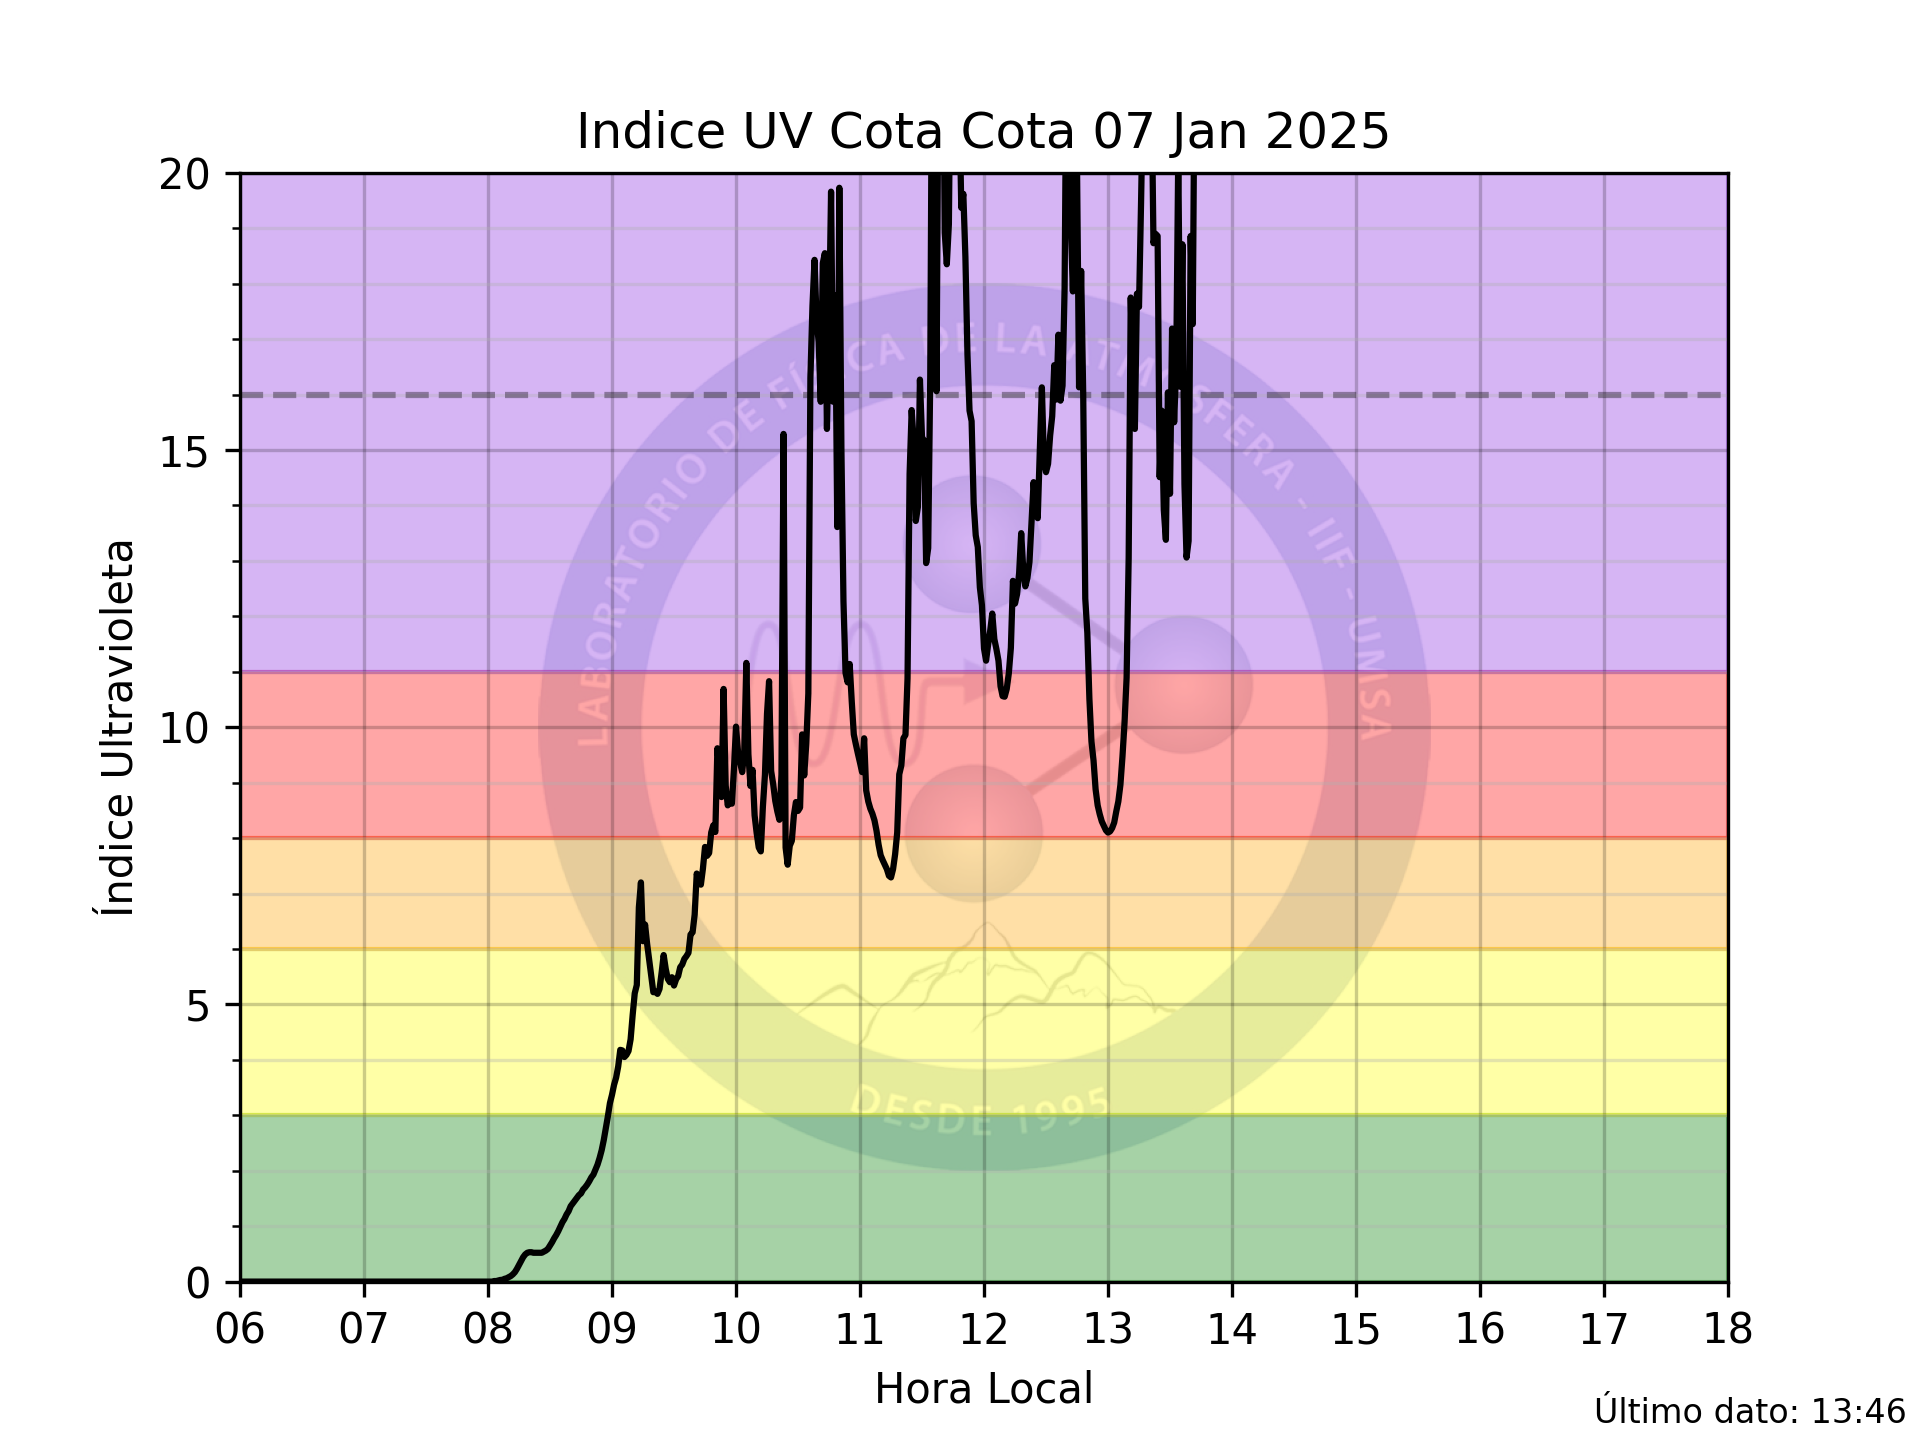 Indice UV Cota Cota 07 Jan 2025
20
15
10
5
0
Índice Ultravioleta
LABORATORIO DE FÍSICA DE LA ATMÓSFERA - IIF - UMSA
DESDE 1995
06 07 08 09 10 11 12 13 14 15 16 17 18
Hora Local
Último dato: 13:46